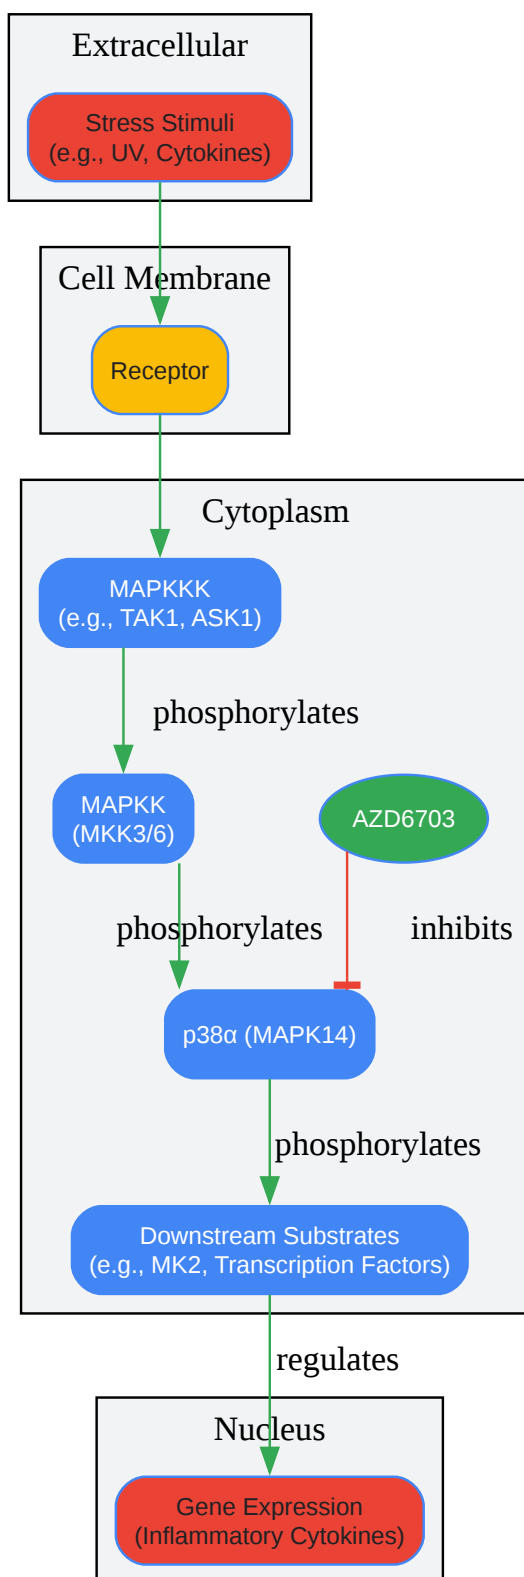 Extracellular
Stress Stimuli
(e.g., UV, Cytokines)
Cell Membrane
Receptor
Cytoplasm
MAPKKK
(e.g., TAK1, ASK1)
phosphorylates
MAPKK
(MKK3/6)
AZD6703
phosphorylates
inhibits
p38α (MAPK14)
phosphorylates
Downstream Substrates
(e.g., MK2, Transcription Factors)
regulates
Nucleus
Gene Expression
(Inflammatory Cytokines)